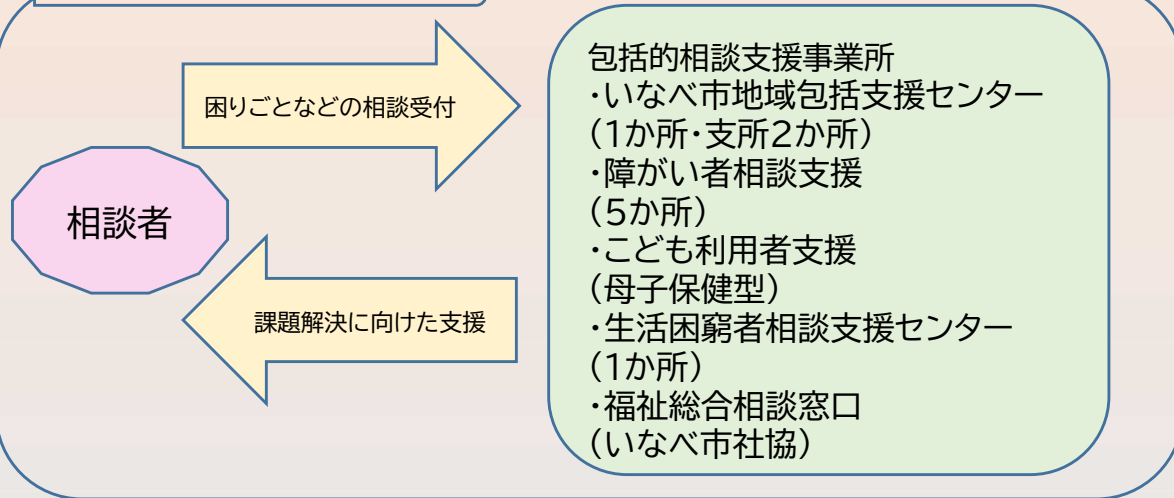 困りごとなどの相談受付
相談者
課題解決に向けた支援
包括的相談支援事業所
・いなべ市地域包括支援センター
(1か所・支所2か所)
・障がい者相談支援
(5か所)
・こども利用者支援
(母子保健型)
・生活困窮者相談支援センター
(1か所)
・福祉総合相談窓口
(いなべ市社協)